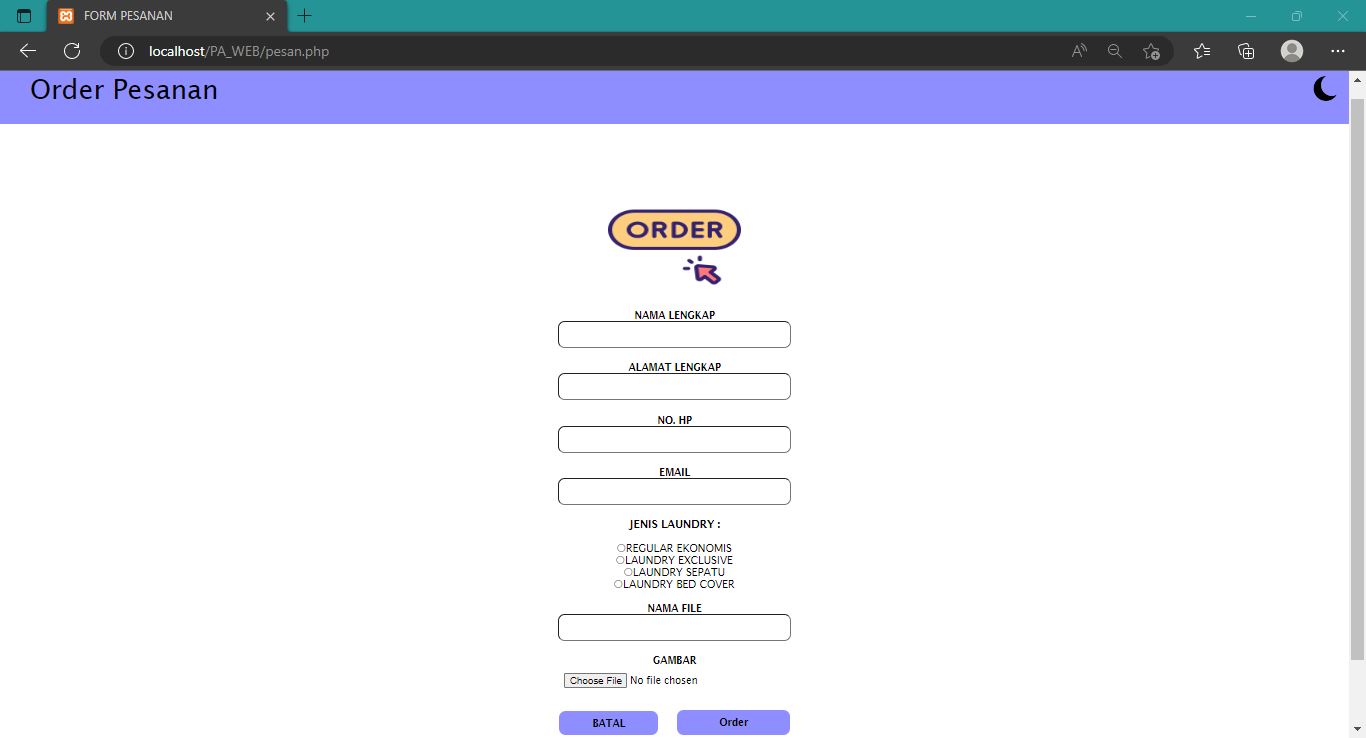 FORM PESANAN
localhost/PA_WEB/pesan.php
Order Pesanan
ORDER
NAMA LENGKAP
ALAMAT LENGKAP
NO. HP
EMAIL
JENIS LAUNDRY :
REGULAR EKONOMIS
LAUNDRY EXCLUSIVE
LAUNDRY SEPATU
LAUNDRY BED COVER
NAMA FILE
GAMBAR
Choose File No file chosen
BATAL Order